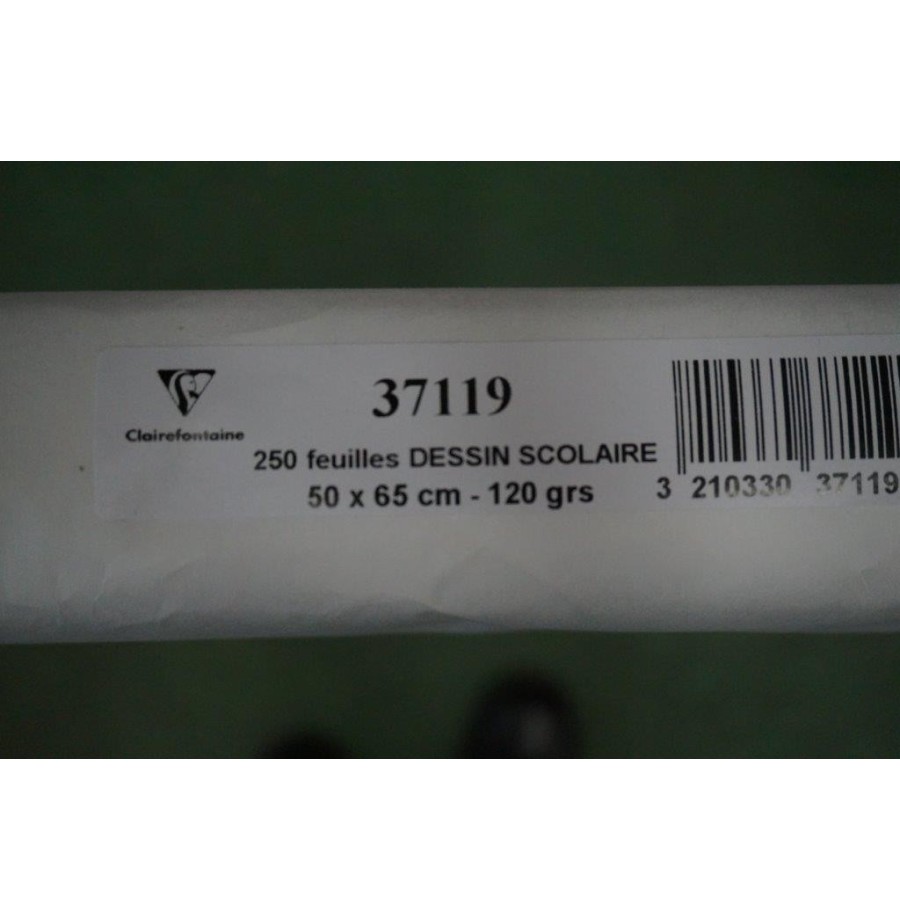 37119
Clairefontaine
250 feuilles DESSIN SCOLAIRE
50 x 65 cm - 120 grs
3 210330 37119